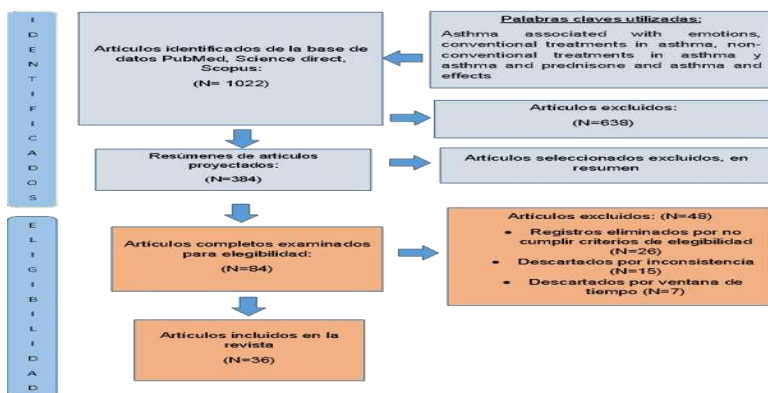 IDENTIFICADOS
Artículos identificados de la base de
datos PubMed, Science direct,
Scopus:
(N= 1022)
Palabras claves utilizadas:
Asthma associated with emotions,
conventional treatments in asthma, non-
conventional treatments in asthma y
asthma and prednisone and asthma and
effects
Artículos excluidos:
(N=638)
Resúmenes de artículos
proyectados:
(N=384)
Artículos seleccionados excluidos, en
resumen
ELIGIBILIDAD
Artículos completos examinados
para elegibilidad:
(N=84)
Artículos excluidos: (N=48)
• Registros eliminados por no
cumplir criterios de elegibilidad
(N=26)
• Descartados por inconsistencia
(N=15)
• Descartados por ventana de
tiempo (N=7)
Artículos incluidos en la
revista
(N=36)